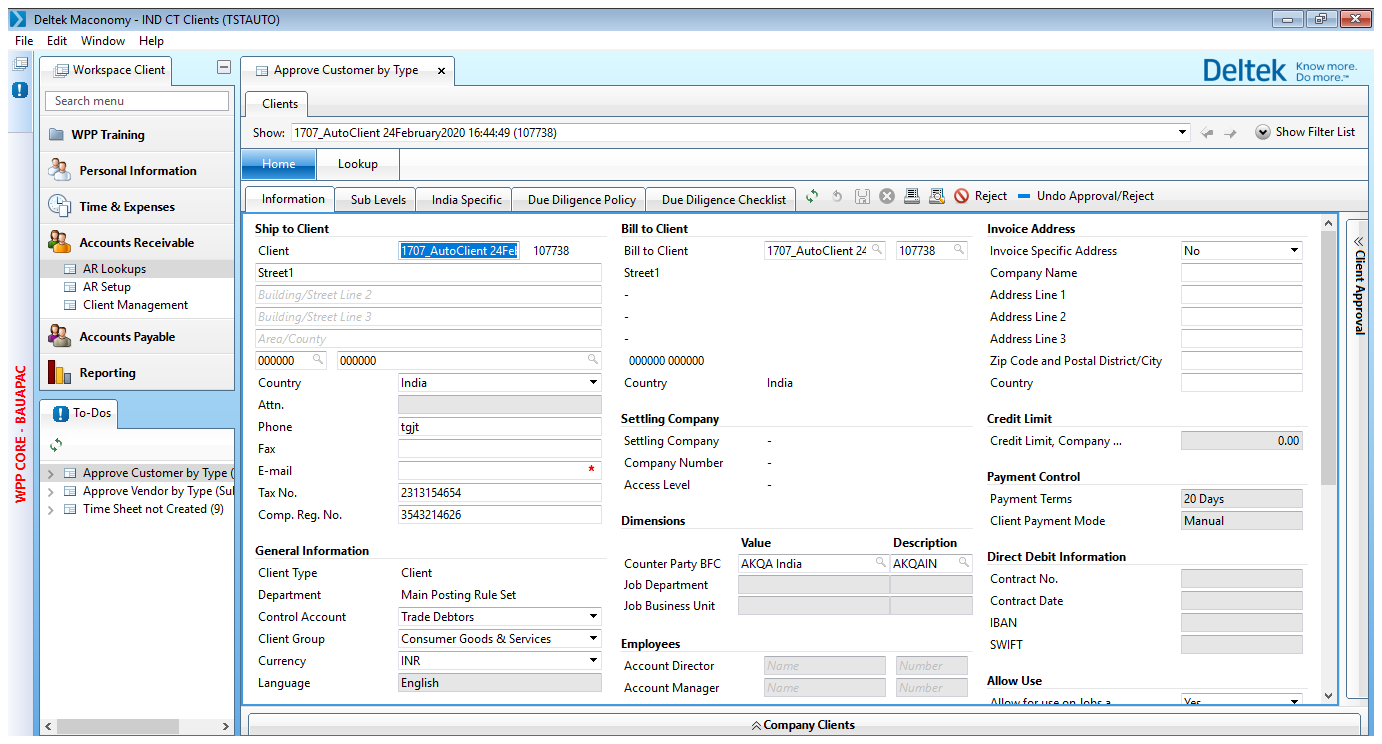 Deltek Maconomy - IND CT Clients (TSTAUTO)
File Edit Window Help
WPP CORE - BAUAPAC
Workspace Client
Search menu
WPP Training
Personal Information
Time & Expenses
Accounts Receivable
AR Lookups
AR Setup
Client Management
Accounts Payable
Reporting
To-Dos
Approve Customer by Type (
Approve Vendor by Type (Sul
Time Sheet not Created (9)
Approve Customer by Type
Deltek Know more. Do more.™
Clients
Show: 1707_AutoClient 24February2020 16:44:49 (107738) Show Filter List
Home Lookup
Information Sub Levels India Specific Due Diligence Policy Due Diligence Checklist Reject Undo Approval/Reject
Ship to Client
Client 1707_AutoClient 24Fel 107738
Street1
Building/Street Line 2
Building/Street Line 3
Area/County
000000 000000
Country India
Attn.
Phone tgjt
Fax
E-mail *
Tax No. 2313154654
Comp. Reg. No. 3543214626
General Information
Client Type Client
Department Main Posting Rule Set
Control Account Trade Debtors
Client Group Consumer Goods & Services
Currency INR
Language English
Bill to Client
Bill to Client 1707_AutoClient 24 107738
Street1
-
-
-
000000 000000
Country India
Settling Company
Settling Company -
Company Number -
Access Level -
Dimensions
Value Description
Counter Party BFC AKQA India AKQAIN
Job Department
Job Business Unit
Employees
Account Director Name Number
Account Manager Name Number
Invoice Address
Invoice Specific Address No
Company Name
Address Line 1
Address Line 2
Address Line 3
Zip Code and Postal District/City
Country
Credit Limit
Credit Limit, Company ... 0.00
Payment Control
Payment Terms 20 Days
Client Payment Mode Manual
Direct Debit Information
Contract No.
Contract Date
IBAN
SWIFT
Allow Use
Allow for use on Jobs a Yes
Client Approval
Company Clients